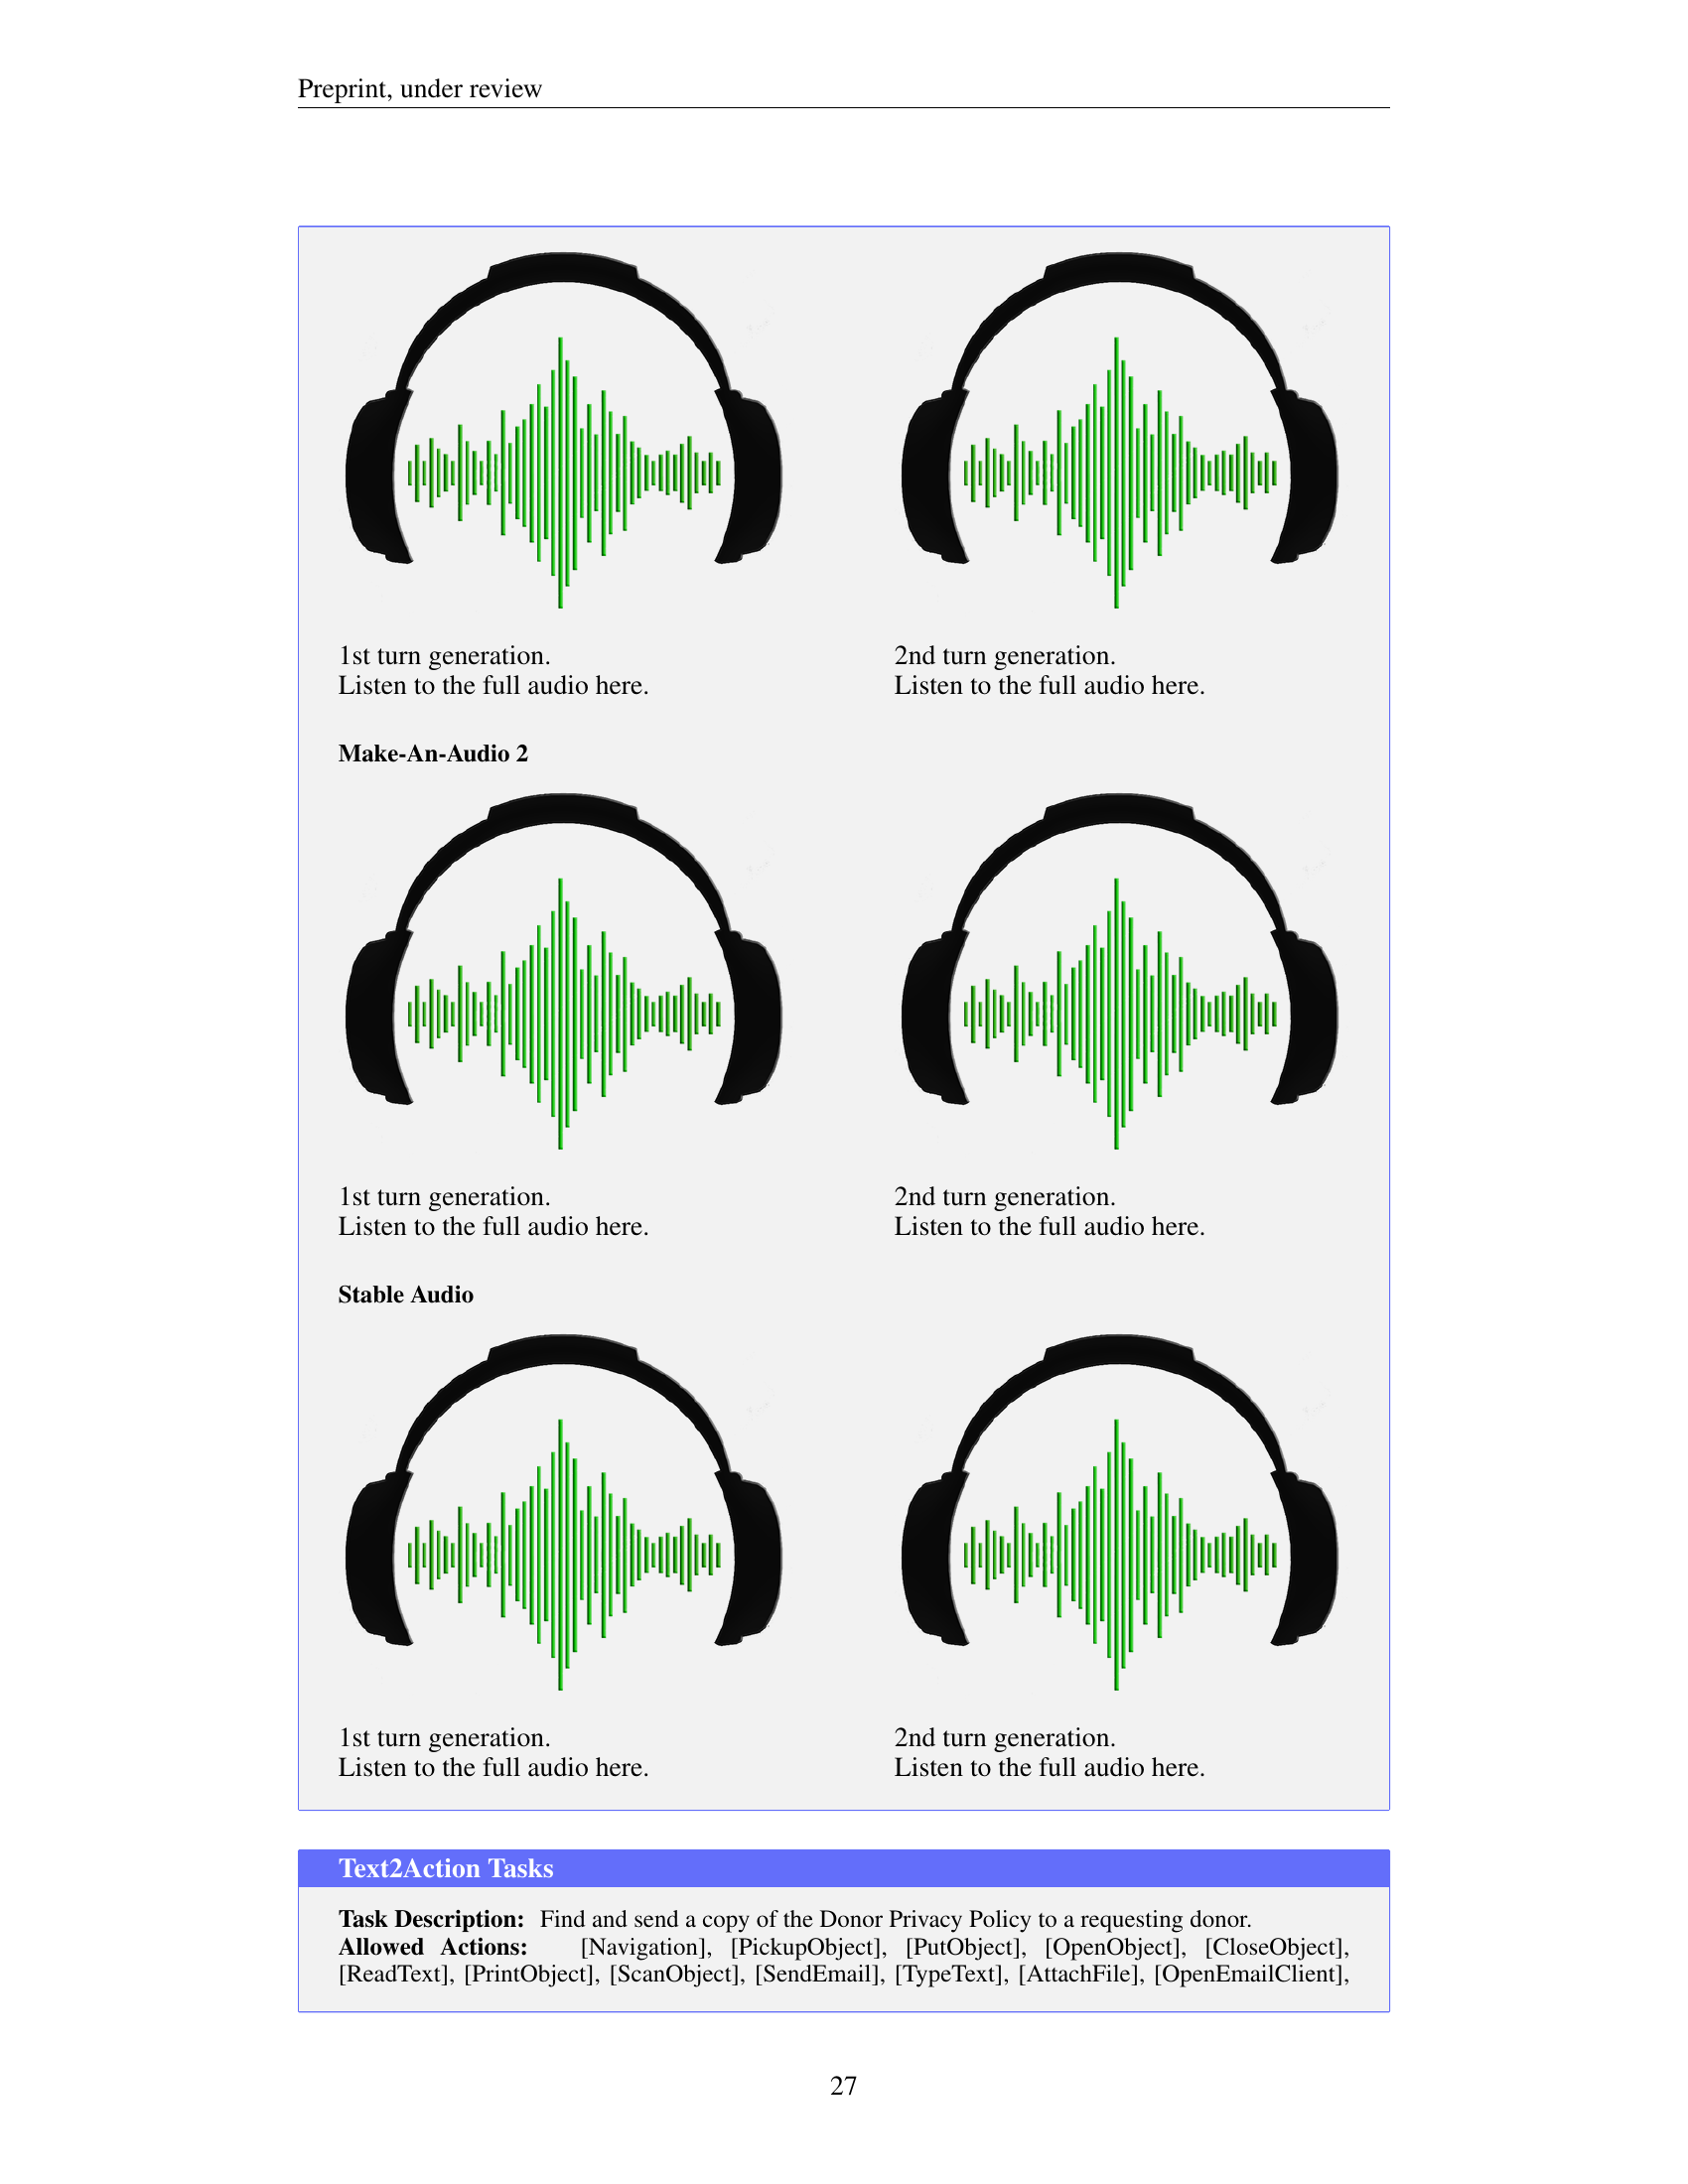 Preprint, under review
1st turn generation.
Listen to the full audio here.
2nd turn generation.
Listen to the full audio here.
Make-An-Audio 2
1st turn generation.
Listen to the full audio here.
2nd turn generation.
Listen to the full audio here.
Stable Audio
1st turn generation.
Listen to the full audio here.
2nd turn generation.
Listen to the full audio here.
Text2Action Tasks
Task Description: Find and send a copy of the Donor Privacy Policy to a requesting donor.
Allowed Actions: [Navigation], [PickupObject], [PutObject], [OpenObject], [CloseObject],
[ReadText], [PrintObject], [ScanObject], [SendEmail], [TypeText], [AttachFile], [OpenEmailClient],
27